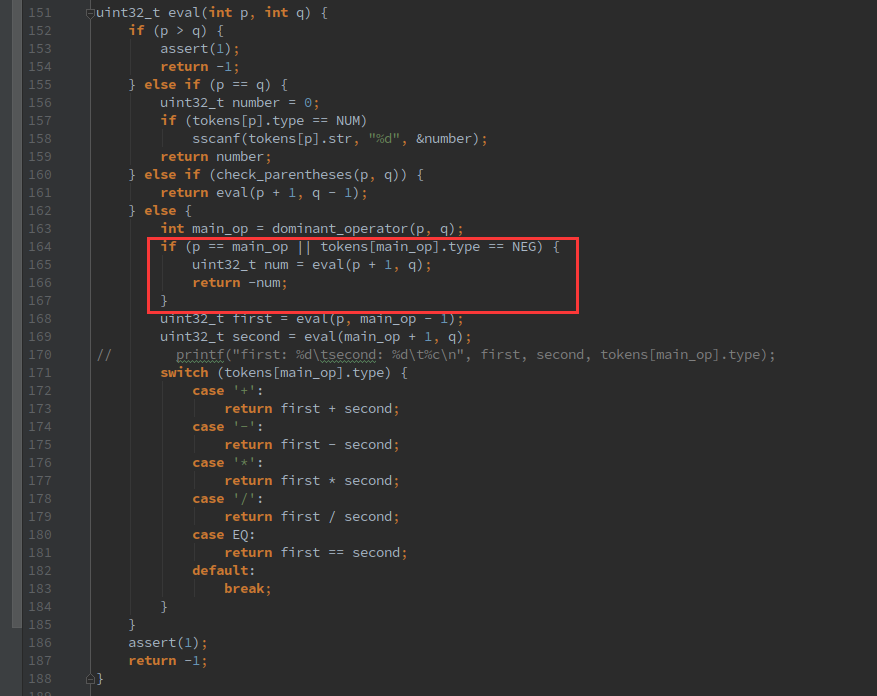 151 uint32_t eval(int p, int q) {
152     if (p > q) {
153         assert(1);
154         return -1;
155     } else if (p == q) {
156         uint32_t number = 0;
157         if (tokens[p].type == NUM)
158             sscanf(tokens[p].str, "%d", &number);
159         return number;
160     } else if (check_parentheses(p, q)) {
161         return eval(p + 1, q - 1);
162     } else {
163         int main_op = dominant_operator(p, q);
164         if (p == main_op || tokens[main_op].type == NEG) {
165             uint32_t num = eval(p + 1, q);
166             return -num;
167         }
168         uint32_t first = eval(p, main_op - 1);
169         uint32_t second = eval(main_op + 1, q);
170 //        printf("first: %d\tsecond: %d\t%c\n", first, second, tokens[main_op].type);
171         switch (tokens[main_op].type) {
172             case '+':
173                 return first + second;
174             case '-':
175                 return first - second;
176             case '*':
177                 return first * second;
178             case '/':
179                 return first / second;
180             case EQ:
181                 return first == second;
182             default:
183                 break;
184         }
185     }
186     assert(1);
187     return -1;
188 }